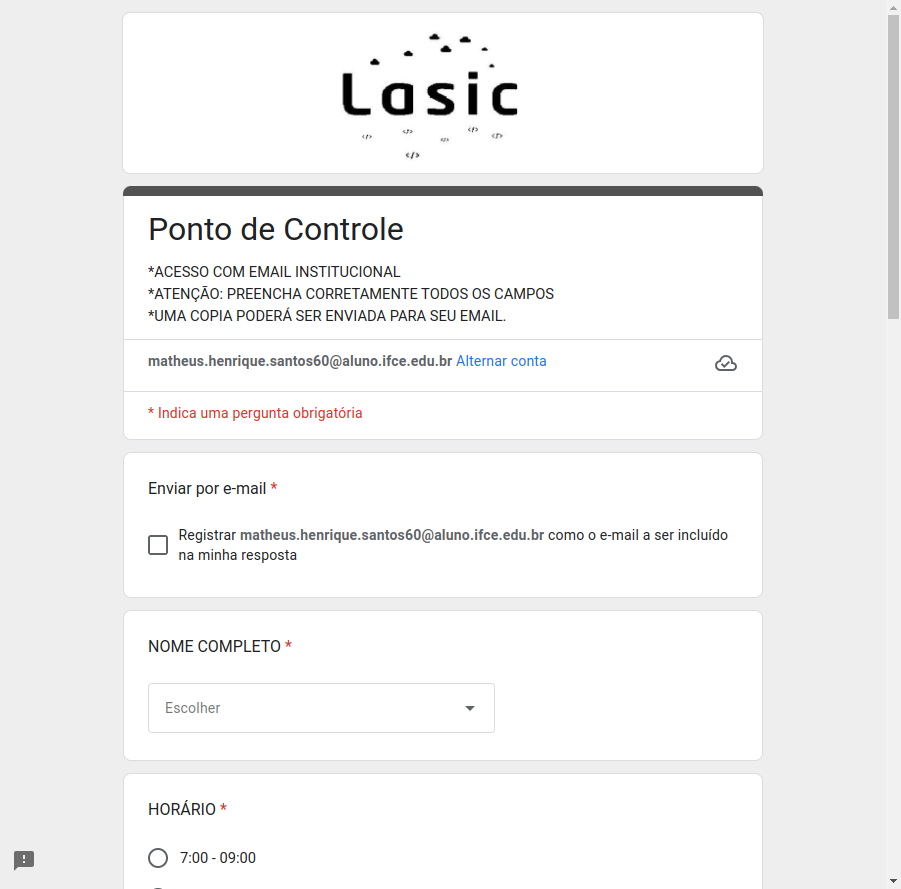 Lasic
</>
</>
</>
</>
</>
</>
Ponto de Controle
*ACESSO COM EMAIL INSTITUCIONAL
*ATENÇÃO: PREENCHA CORRETAMENTE TODOS OS CAMPOS
*UMA COPIA PODERÁ SER ENVIADA PARA SEU EMAIL.
matheus.henrique.santos60@aluno.ifce.edu.br Alternar conta
* Indica uma pergunta obrigatória
Enviar por e-mail *
Registrar matheus.henrique.santos60@aluno.ifce.edu.br como o e-mail a ser incluído
na minha resposta
NOME COMPLETO *
Escolher
HORÁRIO *
7:00 - 09:00